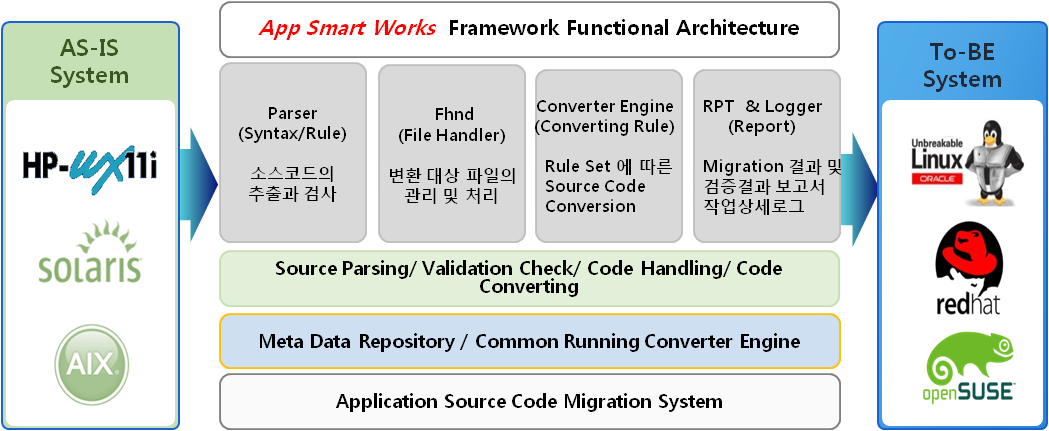 App Smart Works Framework Functional Architecture
AS-IS
System
HP-UX11i
solaris™
AIX
Parser
(Syntax/Rule)
소스코드의
추출과 검사
Fhnd
(File Handler)
변환 대상 파일의
관리 및 처리
Converter Engine
(Converting Rule)
Rule Set 에 따른
Source Code
Conversion
RPT & Logger
(Report)
Migration 결과 및
검증결과 보고서
작업상세로그
Source Parsing/ Validation Check/ Code Handling/ Code
Converting
Meta Data Repository / Common Running Converter Engine
Application Source Code Migration System
To-BE
System
Unbreakable
Linux
ORACLE
redhat
openSUSE